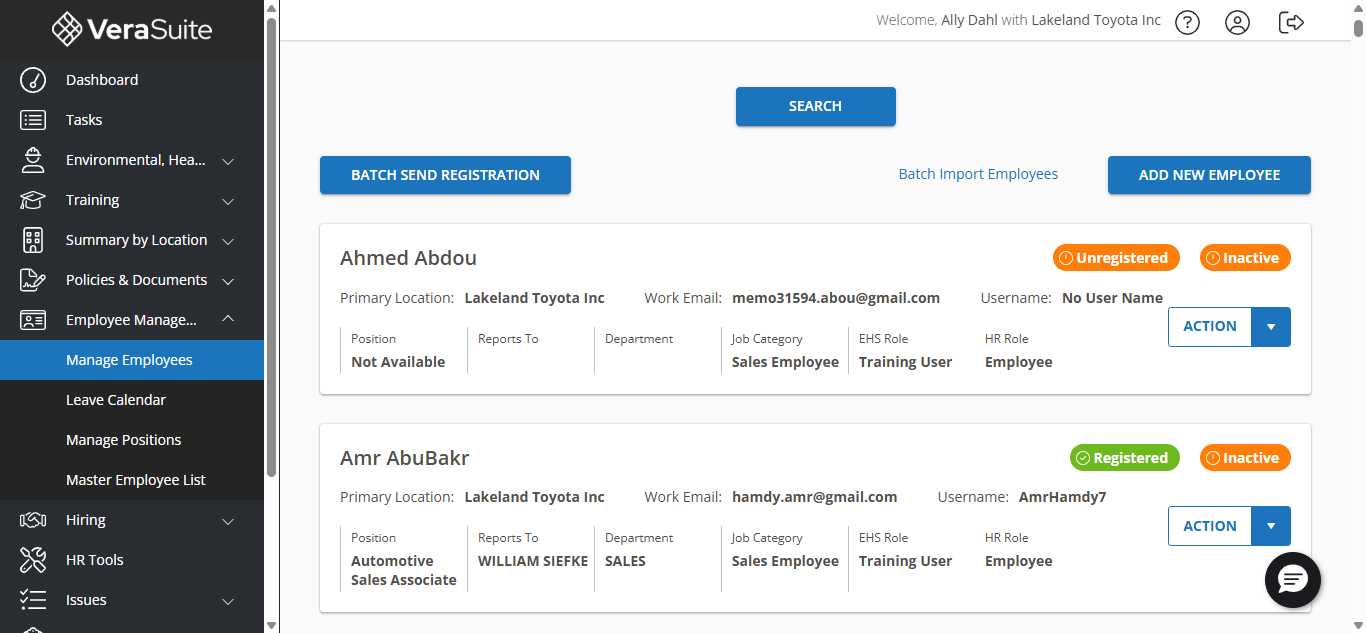 VeraSuite
Welcome, Ally Dahl with Lakeland Toyota Inc
Dashboard
Tasks
Environmental, Hea...
Training
Summary by Location
Policies & Documents
Employee Manage...
Manage Employees
Leave Calendar
Manage Positions
Master Employee List
Hiring
HR Tools
Issues
SEARCH
BATCH SEND REGISTRATION
Batch Import Employees
ADD NEW EMPLOYEE
Ahmed Abdou
Unregistered
Inactive
Primary Location: Lakeland Toyota Inc Work Email: memo31594.abou@gmail.com Username: No User Name
ACTION
Position Reports To Department Job Category EHS Role HR Role
Not Available Sales Employee Training User Employee
Amr AbuBakr
Registered
Inactive
Primary Location: Lakeland Toyota Inc Work Email: hamdy.amr@gmail.com Username: AmrHamdy7
ACTION
Position Reports To Department Job Category EHS Role HR Role
Automotive WILLIAM SIEFKE SALES Sales Employee Training User Employee
Sales Associate